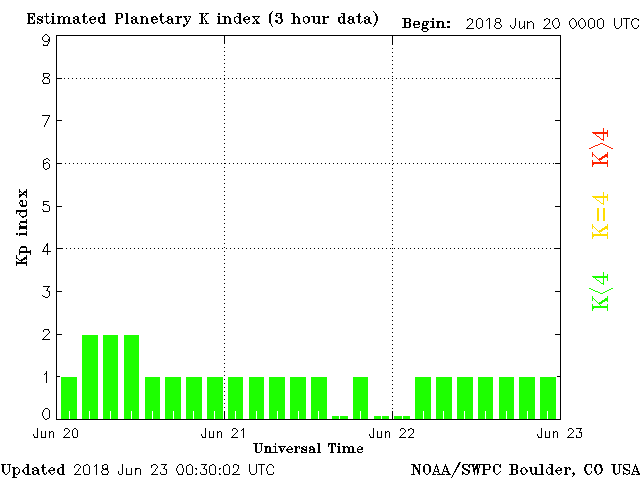 Estimated Planetary K index (3 hour data) Begin: 2018 Jun 20 0000 UTC
9
8
7
6
5
4
3
2
1
0
Kp index
K>4
K=4
K<4
Jun 20 Jun 21 Jun 22 Jun 23
Universal Time
Updated 2018 Jun 23 00:30:02 UTC NOAA/SWPC Boulder, CO USA